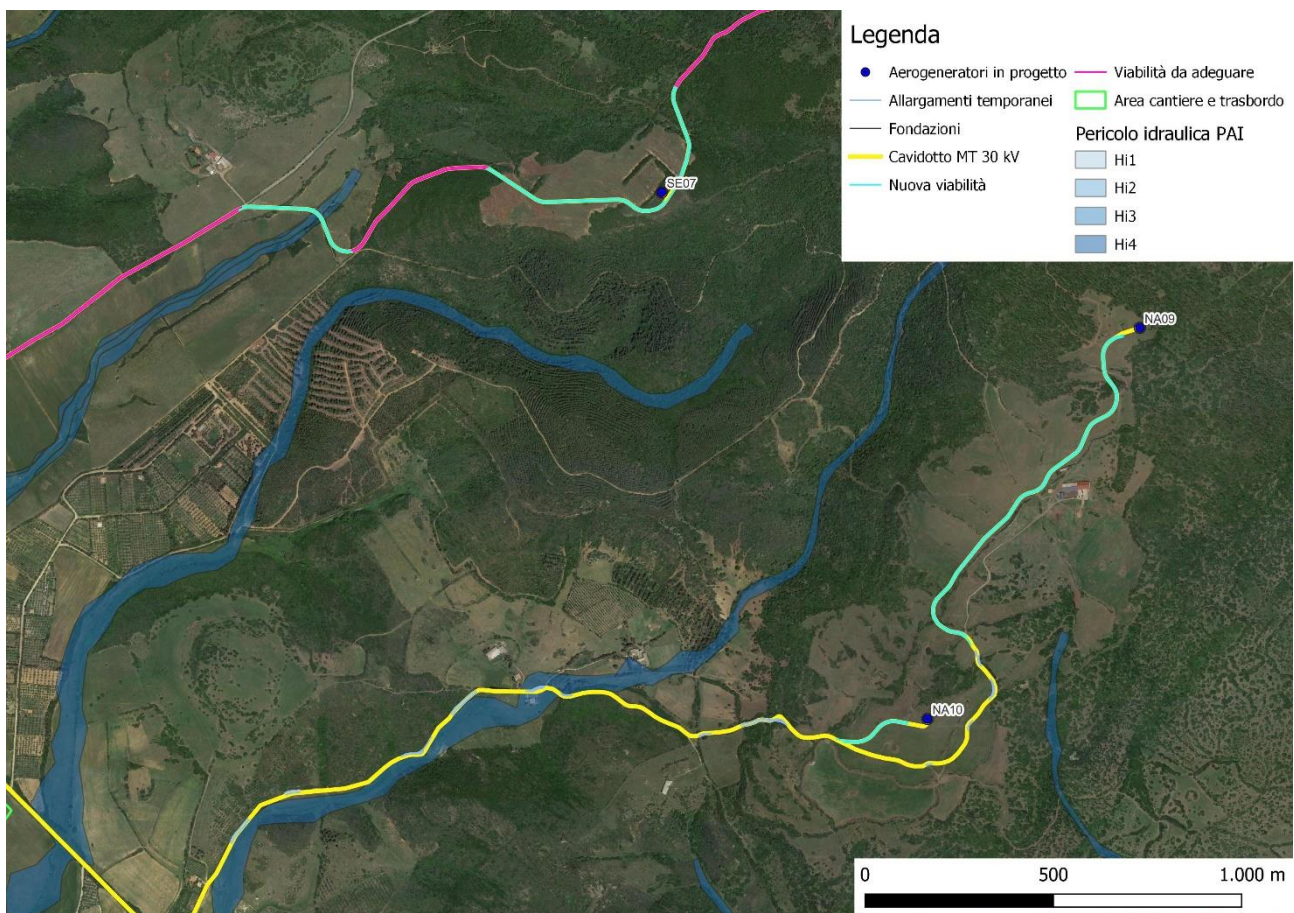 Legenda
Aerogeneratori in progetto
Allargamenti temporanei
Fondazioni
Cavidotto MT 30 kV
Nuova viabilità
Viabilità da adeguare
Area cantiere e trasbordo
Pericolo idraulica PAI
Hi1
Hi2
Hi3
Hi4
SE07
NA09
NA10
0 500 1.000 m